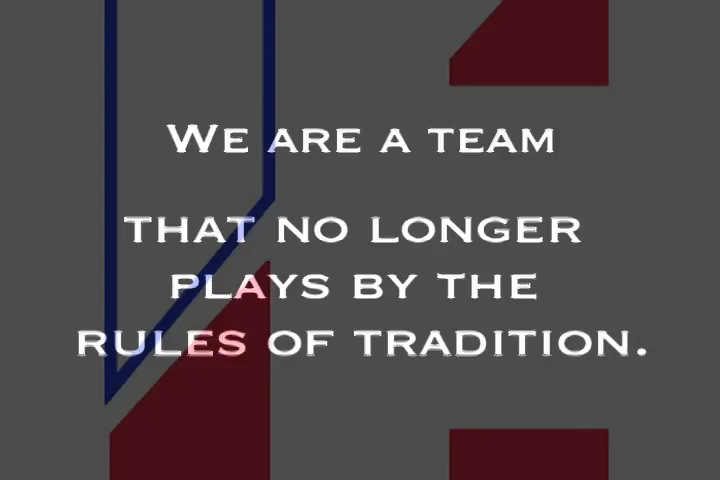 We are a team
that no longer
plays by the
rules of tradition.